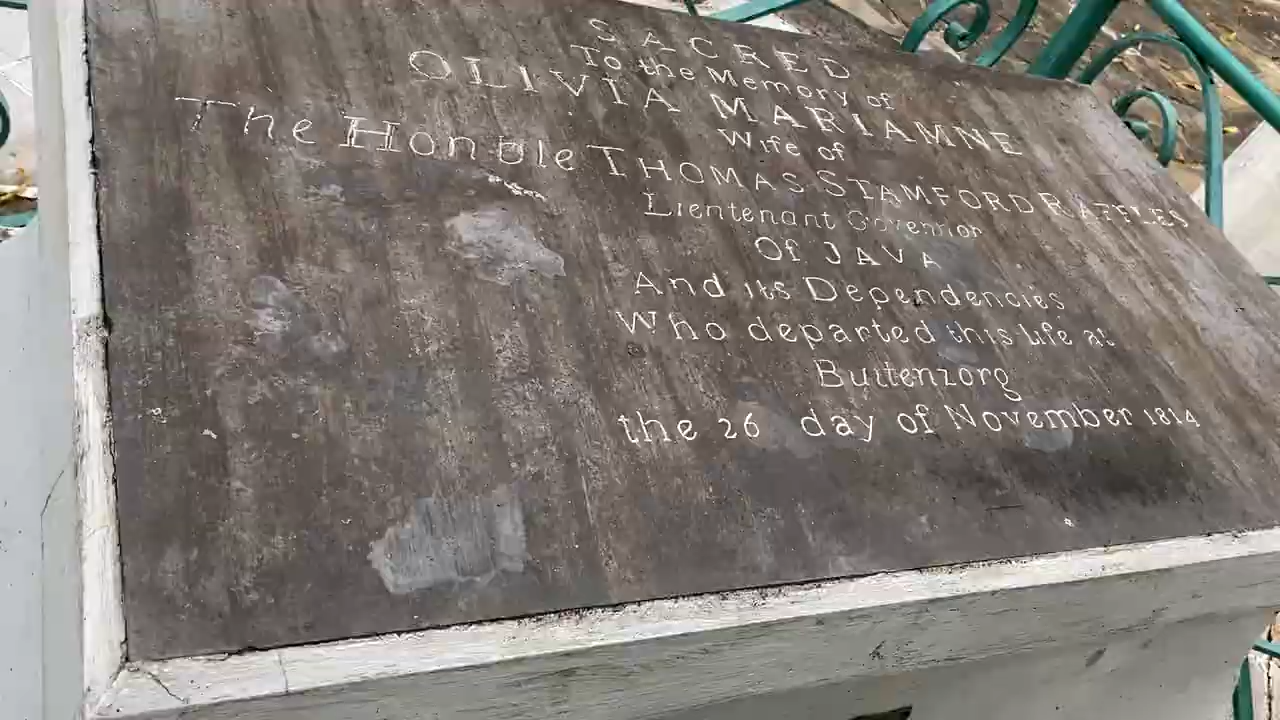 SACRED
To the Memory of
OLIVIA MARIAMNE
Wife of
The Honble THOMAS STAMFORD RAFFLES
Lieutenant Governor
Of JAVA
And its Dependencies
Who departed this life at
Buitenzorg
the 26 day of November 1814